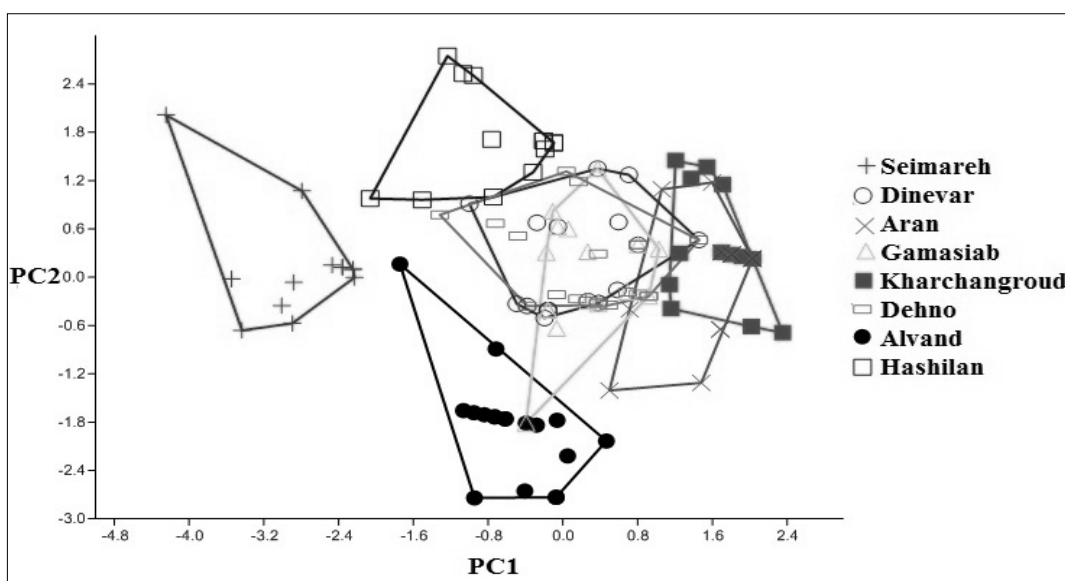 2.4
1.8
1.2
0.6
PC2
0.0
-0.6
-1.2
-1.8
-2.4
-3.0
-4.8 -4.0 -3.2 -2.4 -1.6 -0.8 0.0 0.8 1.6 2.4
PC1
Seimareh
Dinevar
Aran
Gamasiab
Kharchangroud
Dehno
Alvand
Hashilan